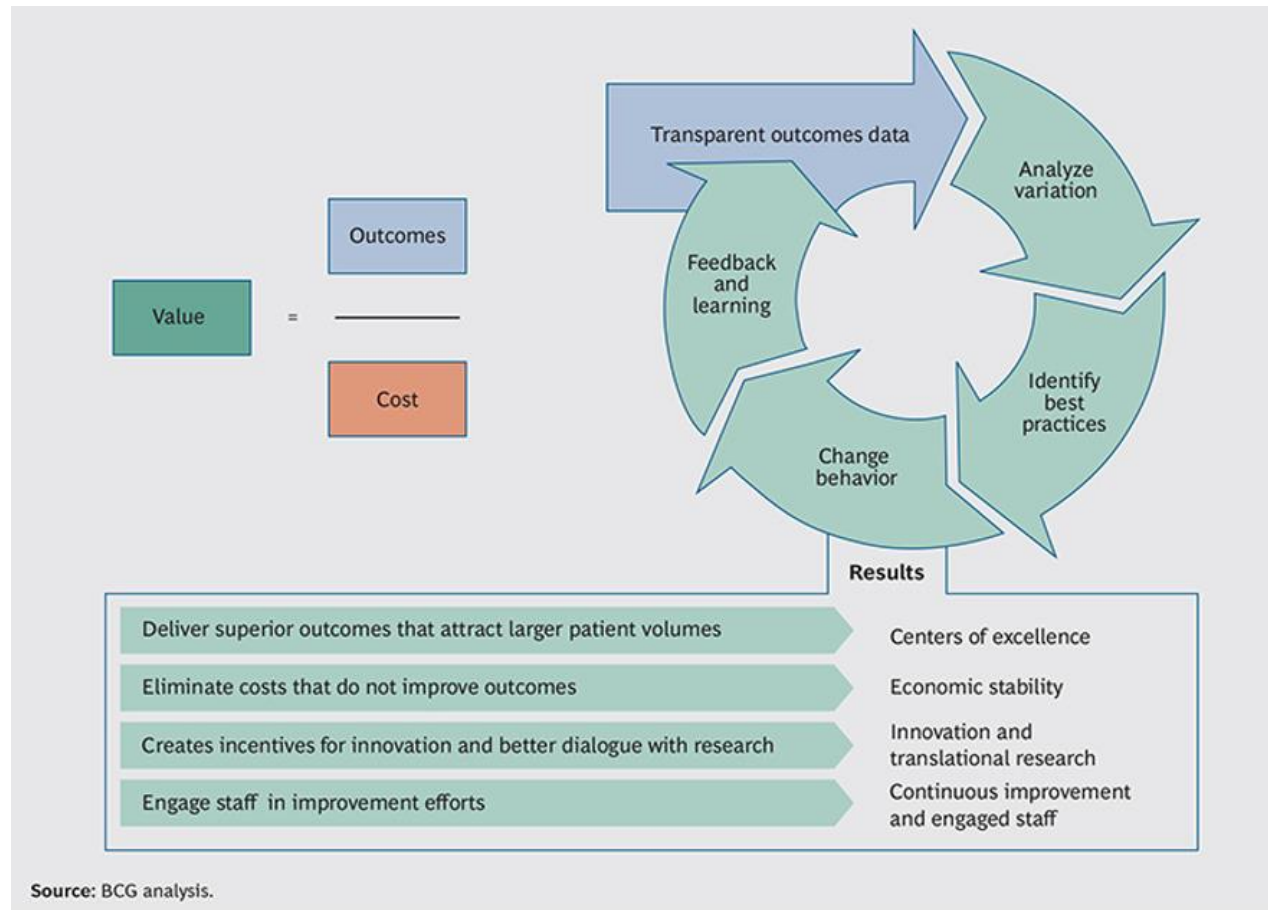 Transparent outcomes data
Analyze
variation
Outcomes
Feedback
and
learning
Value
=
Cost
Identify
best
practices
Change
behavior
Results
Deliver superior outcomes that attract larger patient volumes
Centers of excellence
Eliminate costs that do not improve outcomes
Economic stability
Creates incentives for innovation and better dialogue with research
Innovation and
translational research
Engage staff in improvement efforts
Continuous improvement
and engaged staff
Source: BCG analysis.